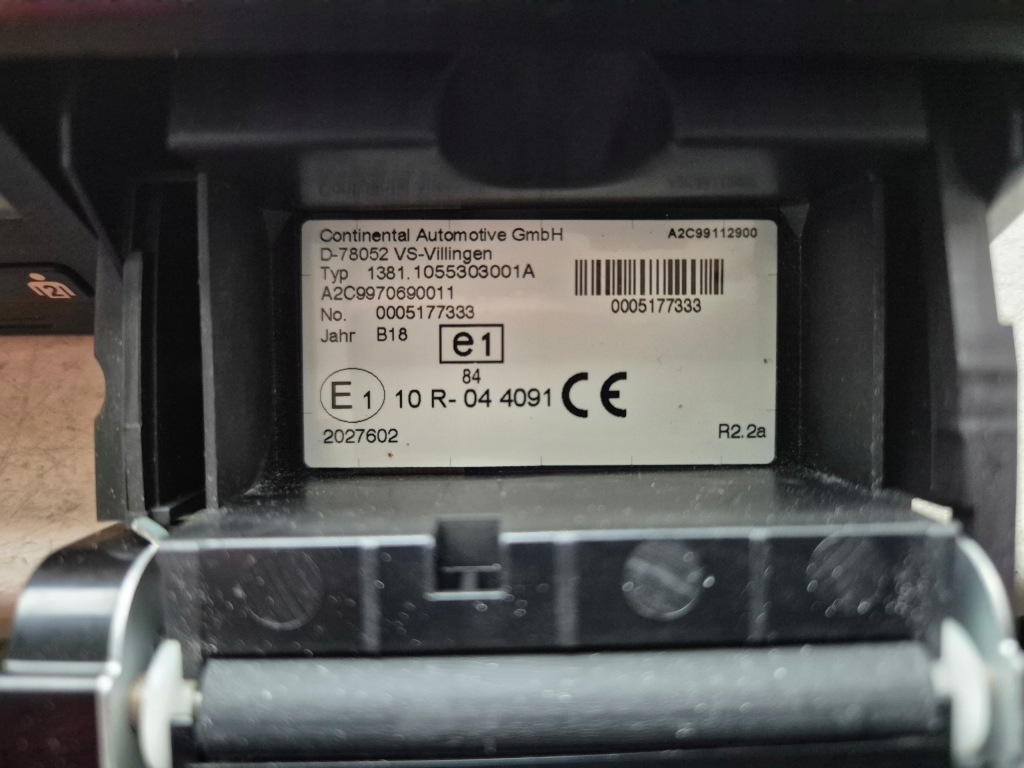 Continental Automotive GmbH
A2C99112900
D-78052 VS-Villingen
Typ 1381.1055303001A
A2C9970690011
No. 0005177333
0005177333
Jahr B18
e1
84
E1 10 R- 04 4091 CE
2027602
R2.2a